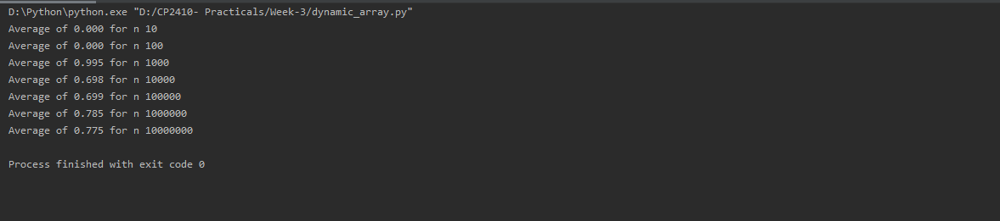 D:\Python\python.exe "D:/CP2410- Practicals/Week-3/dynamic_array.py"
Average of 0.000 for n 10
Average of 0.000 for n 100
Average of 0.995 for n 1000
Average of 0.698 for n 10000
Average of 0.699 for n 100000
Average of 0.785 for n 1000000
Average of 0.775 for n 10000000
Process finished with exit code 0